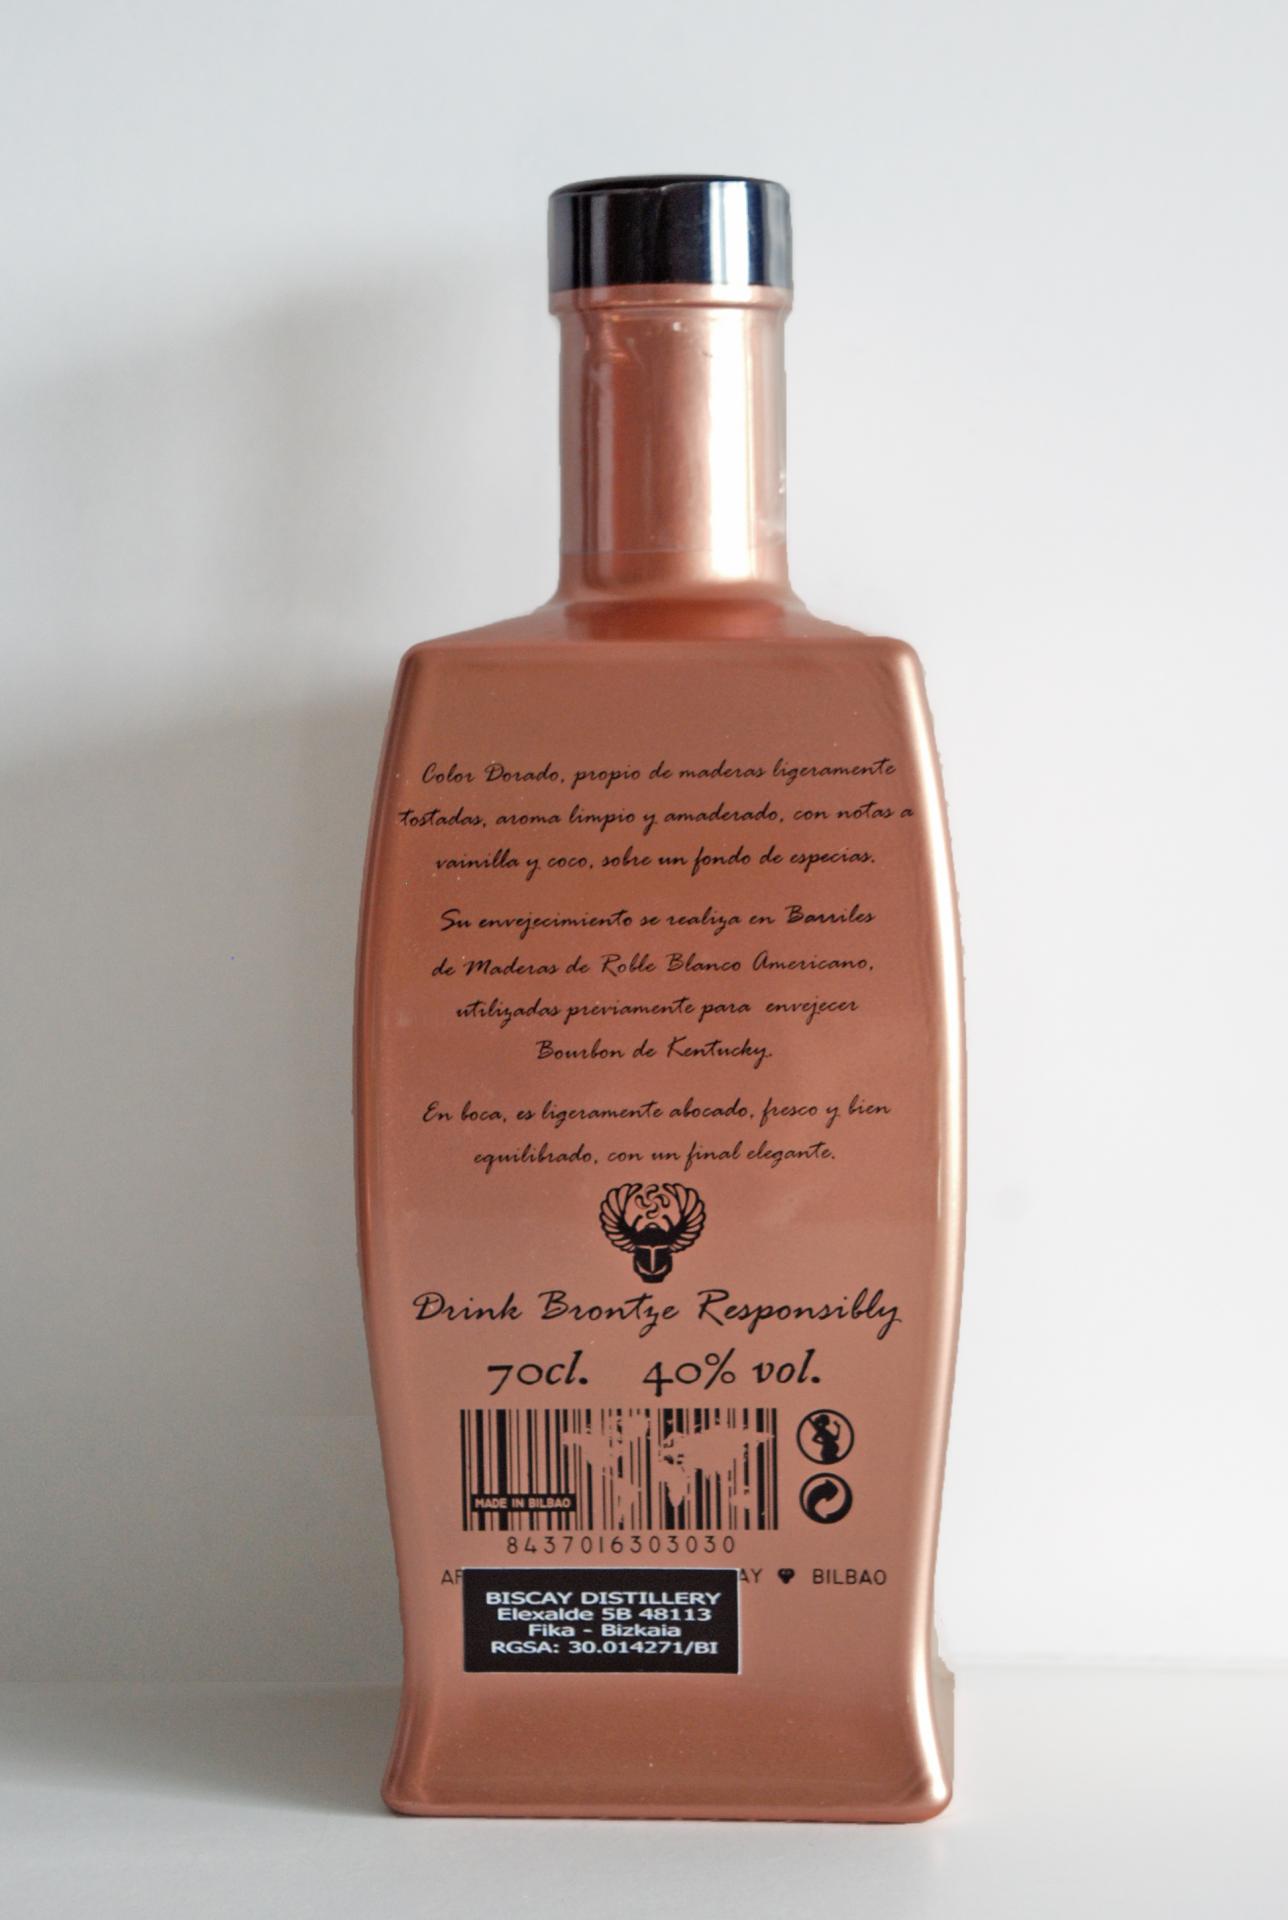 Color Dorado, propio de maderas ligeramente
tostadas, aroma limpio y amaderado, con notas a
vainilla y coco, sobre un fondo de especias.
Su envejecimiento se realiza en Barriles
de Maderas de Roble Blanco Americano,
utilizadas previamente para envejecer
Bourbon de Kentucky.
En boca, es ligeramente abocado, fresco y bien
equilibrado, con un final elegante.
Drink Brontze Responsibly
70cl. 40% vol.
MADE IN BILBAO
8437016303030
BILBAO
BISCAY DISTILLERY
Elexalde 5B 48113
Fika - Bizkaia
RGSA: 30.014271/BI